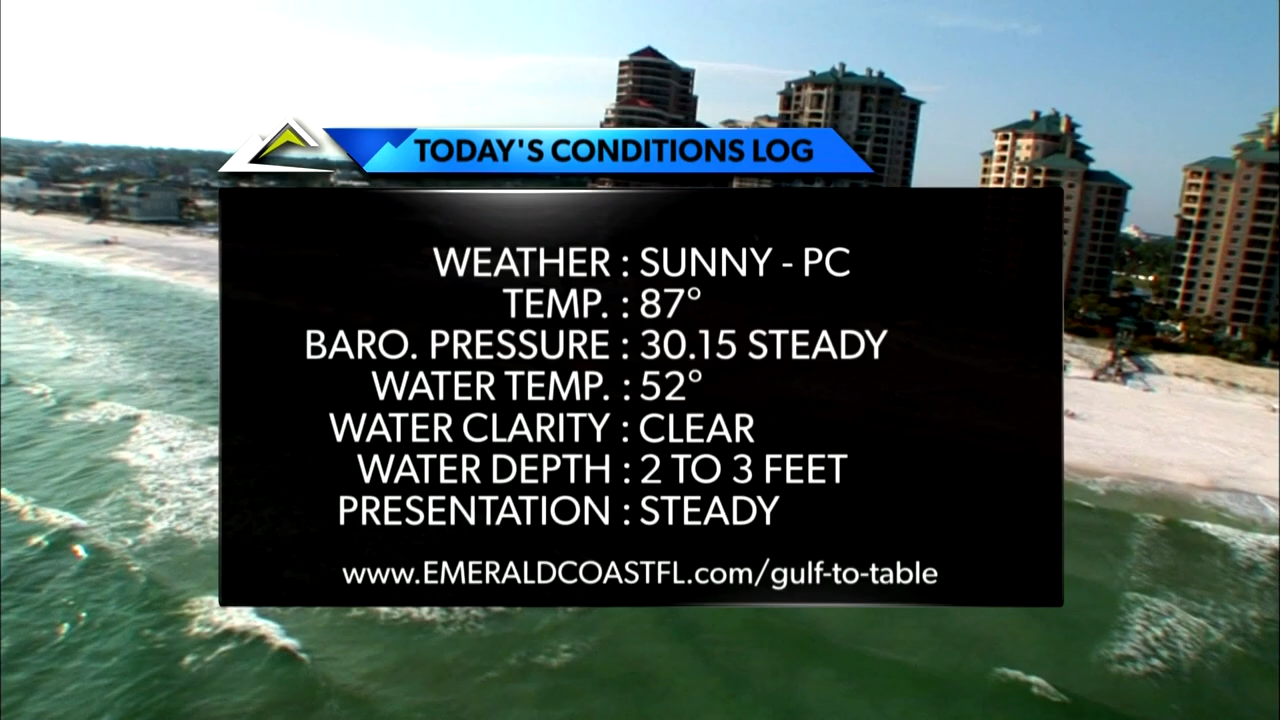 TODAY'S CONDITIONS LOG
WEATHER : SUNNY - PC
TEMP. : 87°
BARO. PRESSURE : 30.15 STEADY
WATER TEMP. : 52°
WATER CLARITY : CLEAR
WATER DEPTH : 2 TO 3 FEET
PRESENTATION : STEADY
www.EMERALDCOASTFL.com/gulf-to-table